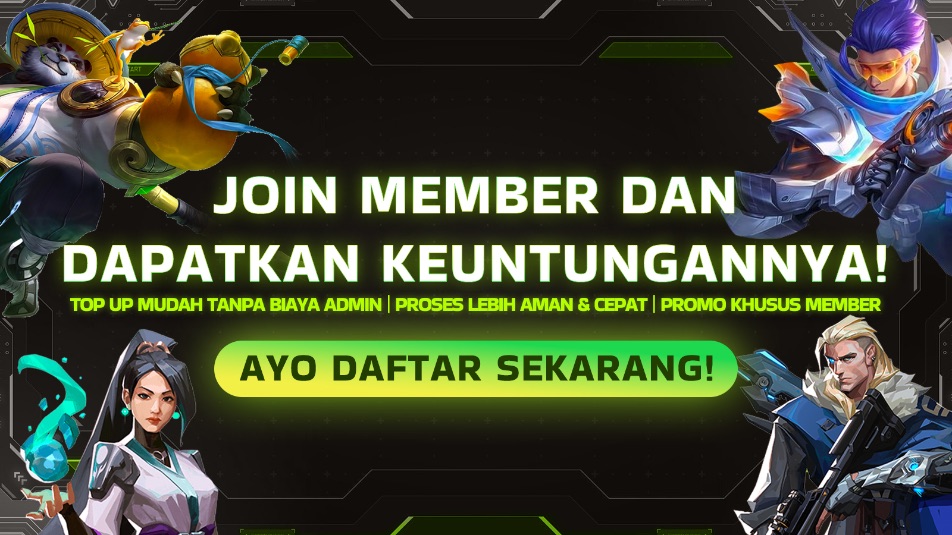 JOIN MEMBER DAN
DAPATKAN KEUNTUNGANNYA!
TOP UP MUDAH TANPA BIAYA ADMIN | PROSES LEBIH AMAN & CEPAT | PROMO KHUSUS MEMBER
AYO DAFTAR SEKARANG!